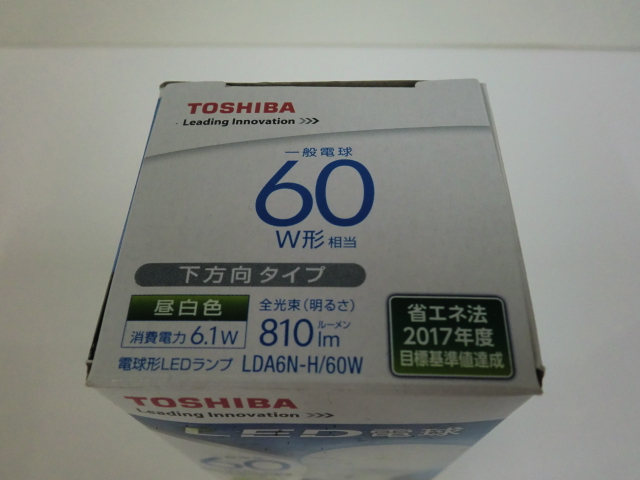 TOSHIBA
Leading Innovation >>>
一般電球
60
W形 相当
下方向タイプ
昼白色
消費電力 6.1W
全光束(明るさ)
810 ルーメン lm
省エネ法
2017年度
目標基準値達成
電球形LEDランプ LDA6N-H/60W
TOSHIBA
Leading Innovation >>>
LED電球
60